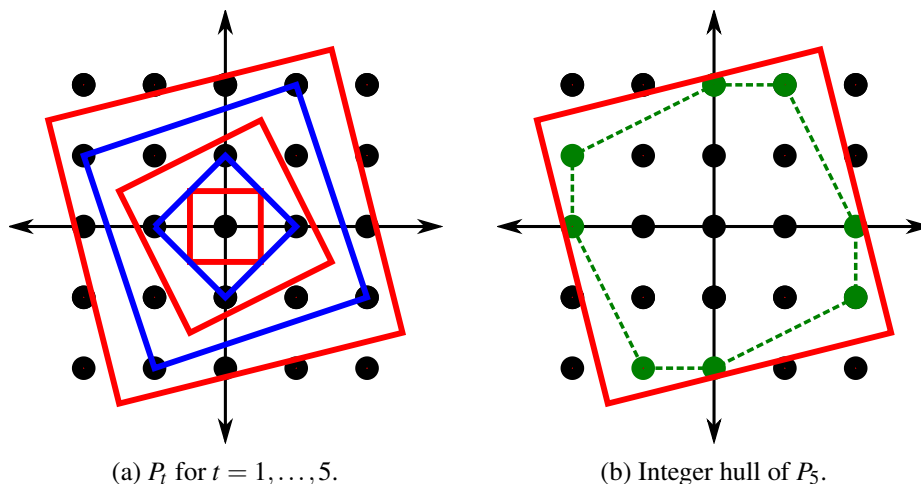 (a) P_t for t = 1, . . . , 5.
(b) Integer hull of P_5.